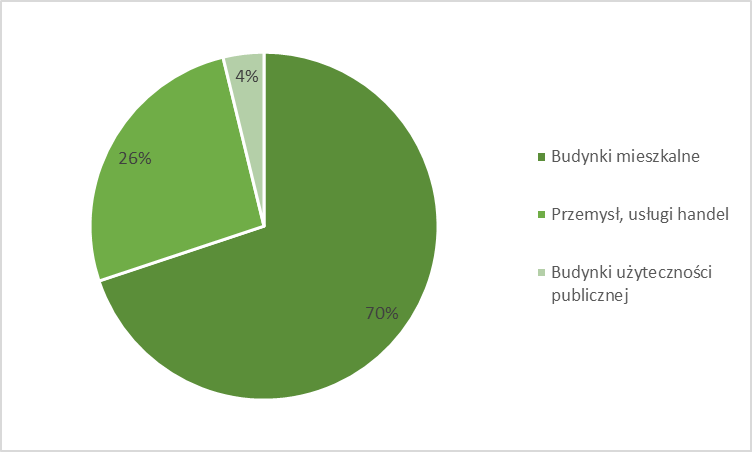 4%
26%
70%
Budynki mieszkalne
Przemysł, usługi handel
Budynki użyteczności
publicznej